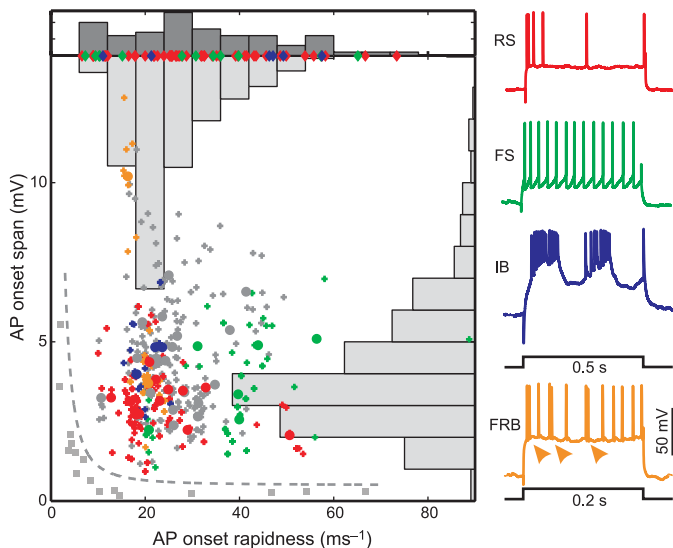 RS
FS
IB
0.5 s
FRB
50 mV
0.2 s
AP onset span (mV)
10
5
0
0
20
40
60
80
AP onset rapidness (ms–1)